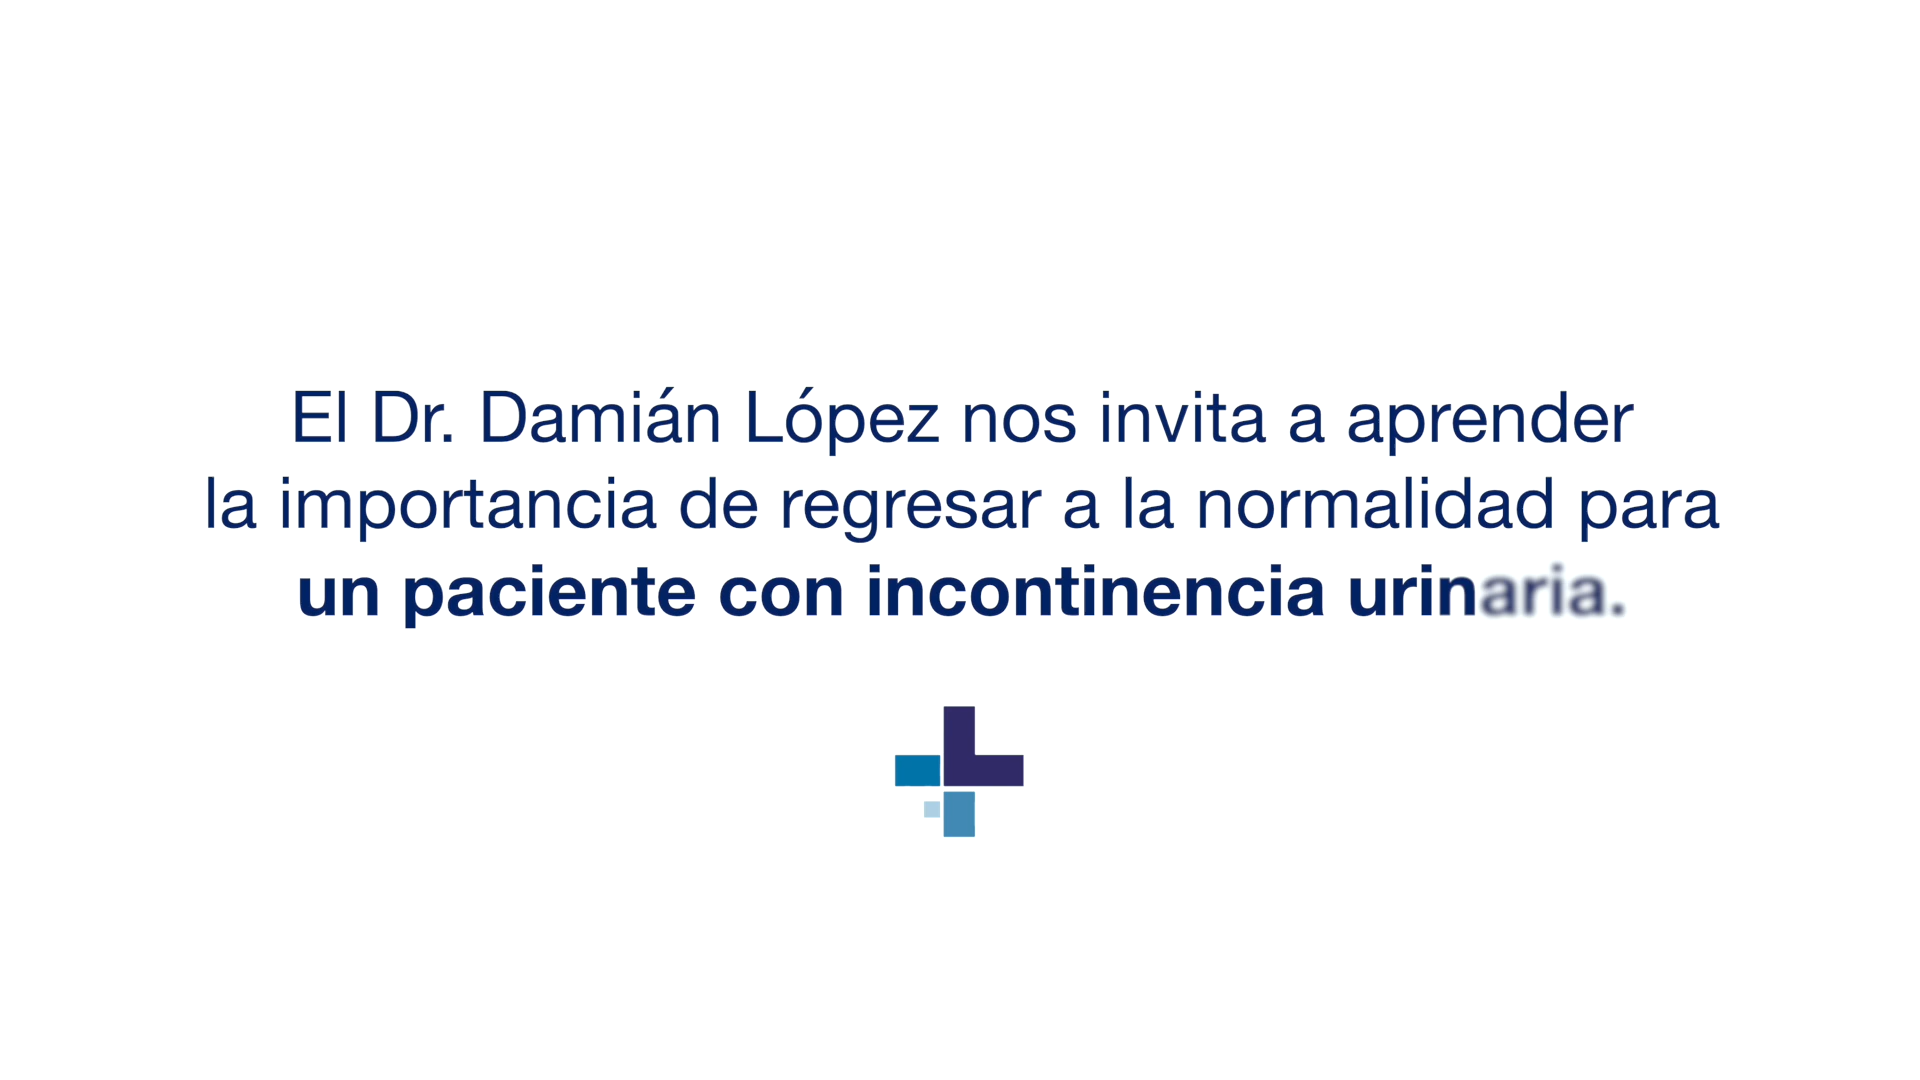 El Dr. Damián López nos invita a aprender
la importancia de regresar a la normalidad para
un paciente con incontinencia urinaria.